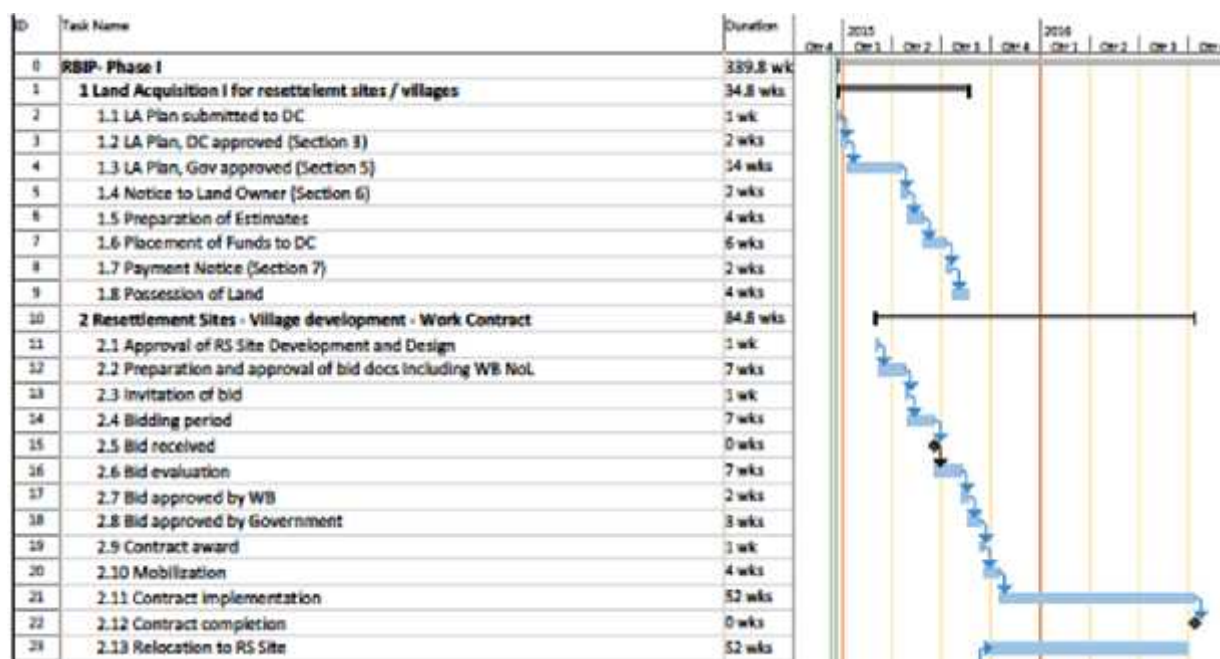 ID Task Name Duration 2015 2016
Qtr 4 Qtr 1 Qtr 2 Qtr 3 Qtr 4 Qtr 1 Qtr 2 Qtr 3
0 RBIP- Phase I 339.8 wk
1 1 Land Acquisition I for resettelemt sites / villages 34.8 wks
2 1.1 LA Plan submitted to DC 1 wk
3 1.2 LA Plan, DC approved (Section 3) 2 wks
4 1.3 LA Plan, Gov approved (Section 5) 14 wks
5 1.4 Notice to Land Owner (Section 6) 2 wks
6 1.5 Preparation of Estimates 4 wks
7 1.6 Placement of Funds to DC 6 wks
8 1.7 Payment Notice (Section 7) 2 wks
9 1.8 Possession of Land 4 wks
10 2 Resettlement Sites - Village development - Work Contract 84.8 wks
11 2.1 Approval of RS Site Development and Design 1 wk
12 2.2 Preparation and approval of bid docs including WB NoL 7 wks
13 2.3 Invitation of bid 1 wk
14 2.4 Bidding period 7 wks
15 2.5 Bid received 0 wks
16 2.6 Bid evaluation 7 wks
17 2.7 Bid approved by WB 2 wks
18 2.8 Bid approved by Government 3 wks
19 2.9 Contract award 1 wk
20 2.10 Mobilization 4 wks
21 2.11 Contract implementation 52 wks
22 2.12 Contract completion 0 wks
23 2.13 Relocation to RS Site 52 wks